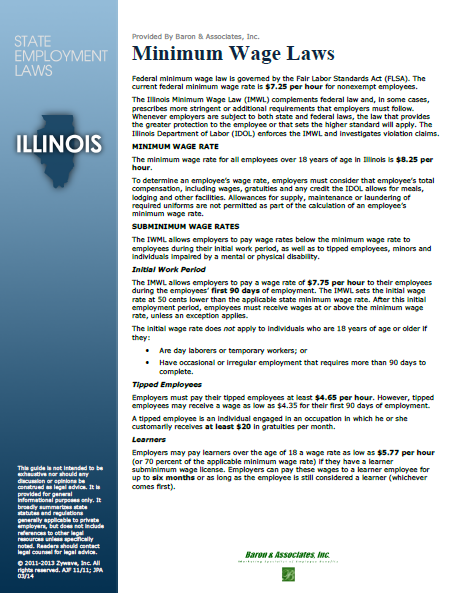 STATE
EMPLOYMENT
LAWS
ILLINOIS
Provided By Baron & Associates, Inc.
Minimum Wage Laws
Federal minimum wage law is governed by the Fair Labor Standards Act (FLSA). The
current federal minimum wage rate is $7.25 per hour for nonexempt employees.
The Illinois Minimum Wage Law (IMWL) complements federal law and, in some cases,
prescribes more stringent or additional requirements that employers must follow.
Whenever employers are subject to both state and federal laws, the law that provides
the greater protection to the employee or that sets the higher standard will apply. The
Illinois Department of Labor (IDOL) enforces the IMWL and investigates violation claims.
MINIMUM WAGE RATE
The minimum wage rate for all employees over 18 years of age in Illinois is $8.25 per
hour.
To determine an employee's wage rate, employers must consider that employee's total
compensation, including wages, gratuities and any credit the IDOL allows for meals,
lodging and other facilities. Allowances for supply, maintenance or laundering of
required uniforms are not permitted as part of the calculation of an employee's
minimum wage rate.
SUBMINIMUM WAGE RATES
The IWML allows employers to pay wage rates below the minimum wage rate to
employees during their initial work period, as well as to tipped employees, minors and
individuals impaired by a mental or physical disability.
Initial Work Period
The IMWL allows employers to pay a wage rate of $7.75 per hour to their employees
during the employees' first 90 days of employment. The IMWL sets the initial wage
rate at 50 cents lower than the applicable state minimum wage rate. After this initial
employment period, employees must receive wages at or above the minimum wage
rate, unless an exception applies.
The initial wage rate does not apply to individuals who are 18 years of age or older if
they:
• Are day laborers or temporary workers; or
• Have occasional or irregular employment that requires more than 90 days to
complete.
Tipped Employees
Employers must pay their tipped employees at least $4.65 per hour. However, tipped
employees may receive a wage as low as $4.35 for their first 90 days of employment.
A tipped employee is an individual engaged in an occupation in which he or she
customarily receives at least $20 in gratuities per month.
Learners
Employers may pay learners over the age of 18 a wage rate as low as $5.77 per hour
(or 70 percent of the applicable minimum wage rate) if they have a learner
subminimum wage license. Employers can pay these wages to a learner employee for
up to six months or as long as the employee is still considered a learner (whichever
comes first).
This guide is not intended to be
exhaustive nor should any
discussion or opinions be
construed as legal advice. It is
provided for general
informational purposes only. It
broadly summarizes state
statutes and regulations
generally applicable to private
employers, but does not include
references to other legal
resources unless specifically
noted. Readers should contact
legal counsel for legal advice.
© 2011-2013 Zywave, Inc. All
rights reserved. AJF 11/11; JPA
03/14
Baron & Associates, Inc.